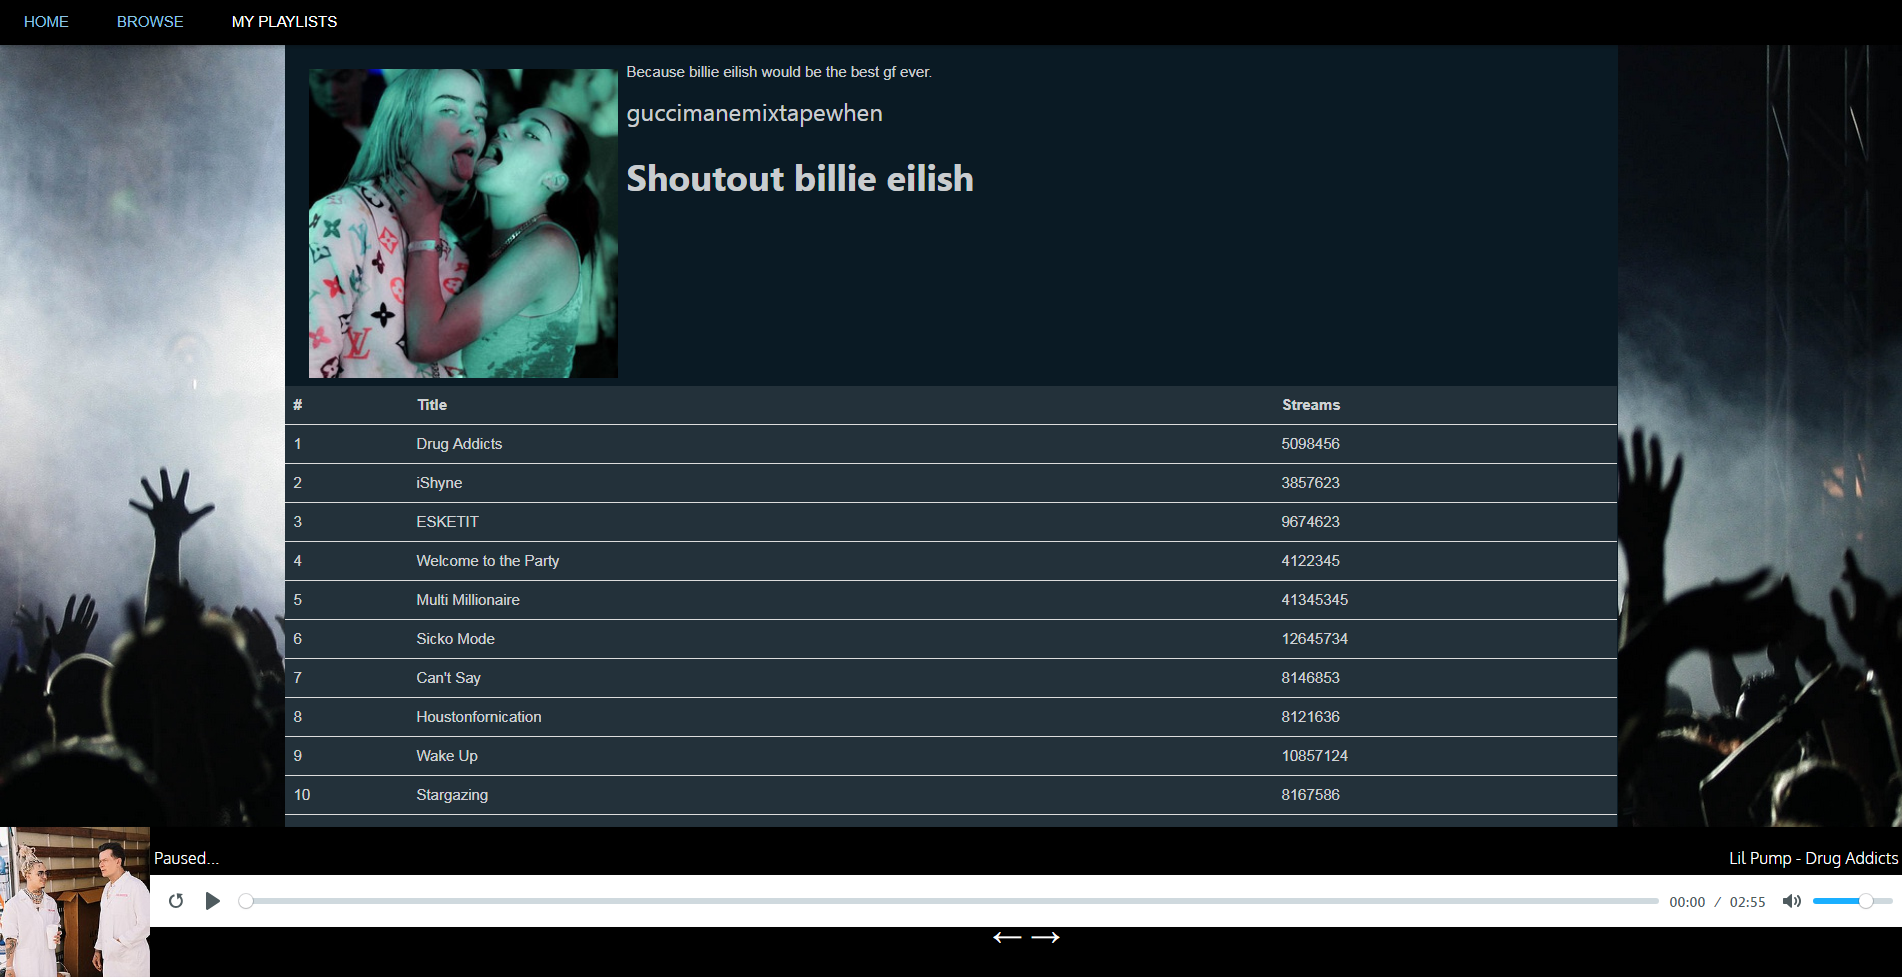 HOME BROWSE MY PLAYLISTS
Because billie eilish would be the best gf ever.
guccimanemixtapewhen
Shoutout billie eilish
# Title Streams
1 Drug Addicts 5098456
2 iShyne 3857623
3 ESKETIT 9674623
4 Welcome to the Party 4122345
5 Multi Millionaire 41345345
6 Sicko Mode 12645734
7 Can't Say 8146853
8 Houstonfornication 8121636
9 Wake Up 10857124
10 Stargazing 8167586
Paused... Lil Pump - Drug Addicts
00:00 / 02:55